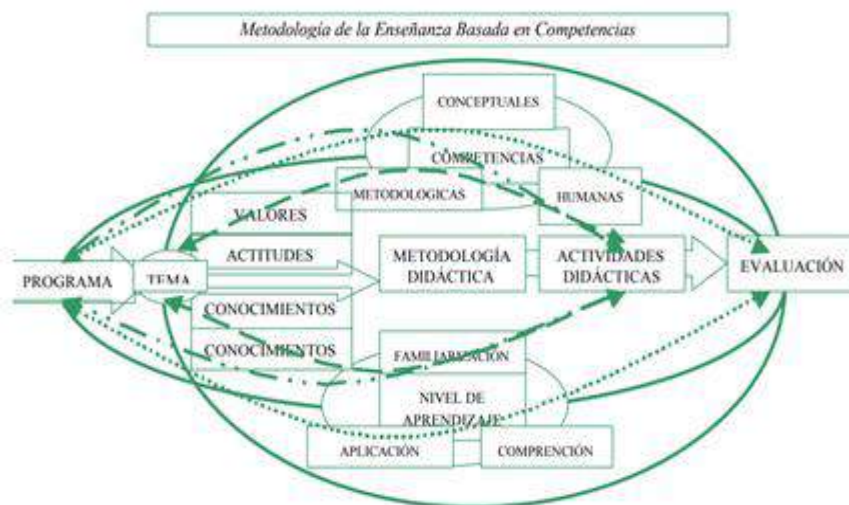 Metodología de la Enseñanza Basada en Competencias
CONCEPTUALES
COMPETENCIAS
METODOLOGICAS
HUMANAS
VALORES
ACTITUDES
PROGRAMA
TEMA
METODOLOGÍA
DIDÁCTICA
ACTIVIDADES
DIDÁCTICAS
EVALUACIÓN
CONOCIMIENTOS
CONOCIMIENTOS
FAMILIARIZACIÓN
NIVEL DE
APRENDIZAJE
APLICACIÓN
COMPRENCIÓN